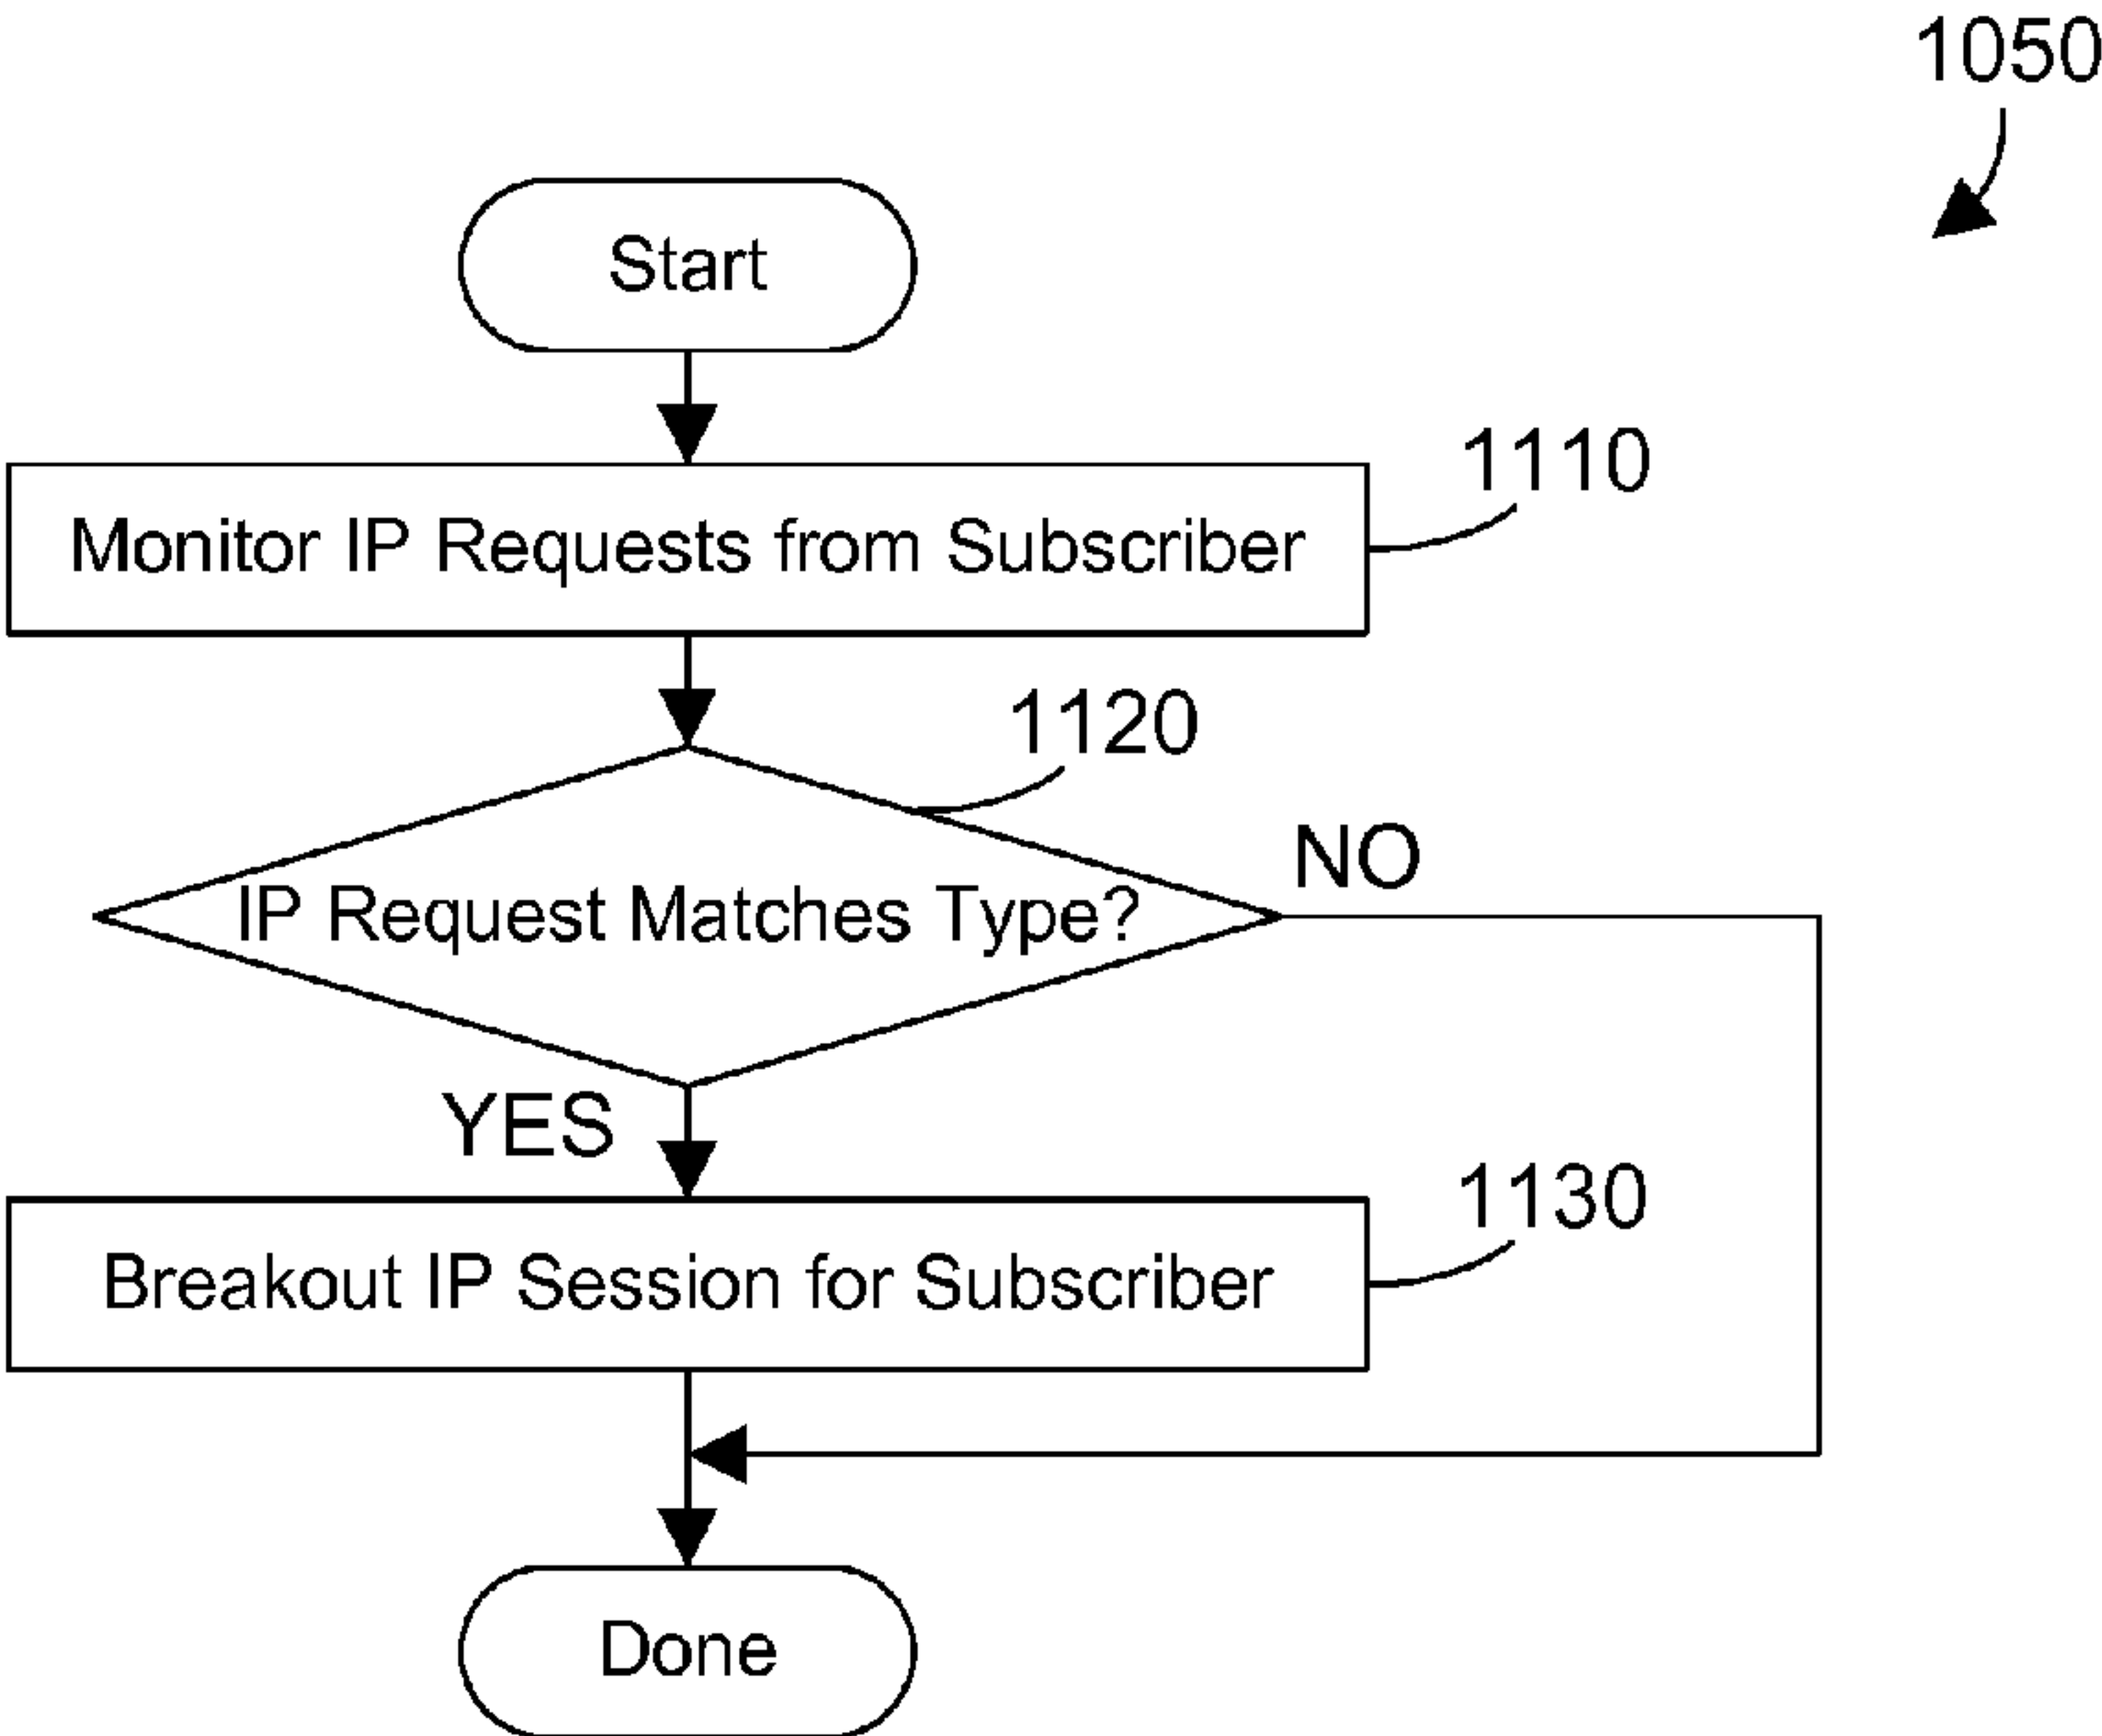 1050
Start
Monitor IP Requests from Subscriber
1110
1120
IP Request Matches Type?
NO
YES
Breakout IP Session for Subscriber
1130
Done